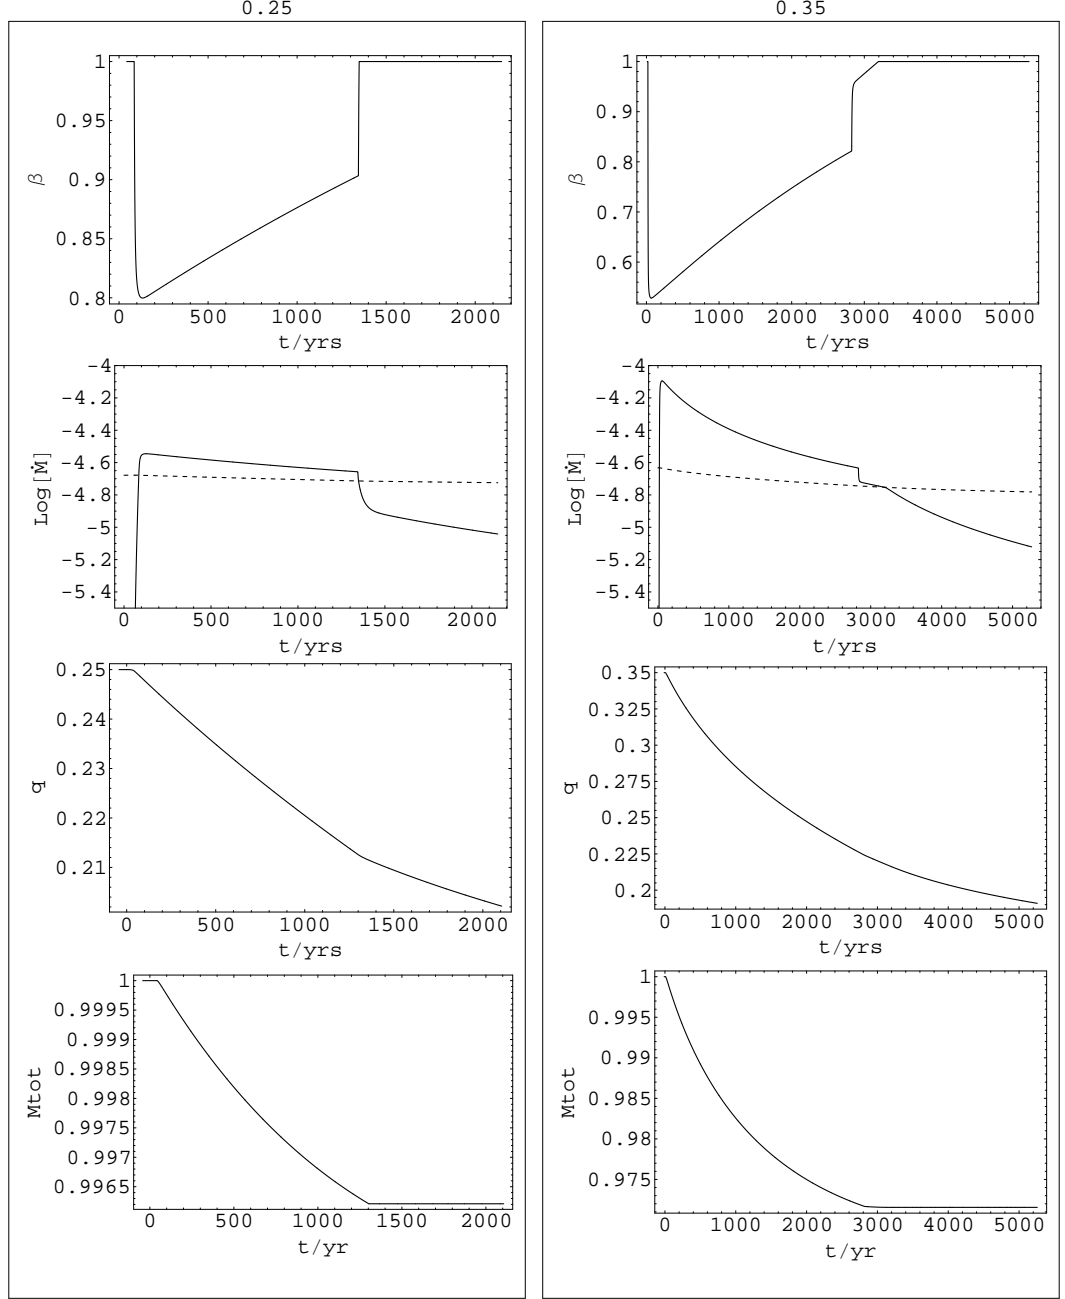 0.25
1
0.95
0.9
0.85
0.8
β
0 500 1000 1500 2000
t/yrs
-4
-4.2
-4.4
-4.6
-4.8
-5
-5.2
-5.4
Log[Ṁ]
0 500 1000 1500 2000
t/yrs
0.25
0.24
0.23
0.22
0.21
q
0 500 1000 1500 2000
t/yrs
1
0.9995
0.999
0.9985
0.998
0.9975
0.997
0.9965
Mtot
0 500 1000 1500 2000
t/yr
0.35
1
0.9
0.8
0.7
0.6
β
0 1000 2000 3000 4000 5000
t/yrs
-4
-4.2
-4.4
-4.6
-4.8
-5
-5.2
-5.4
Log[Ṁ]
0 1000 2000 3000 4000 5000
t/yrs
0.35
0.325
0.3
0.275
0.25
0.225
0.2
q
0 1000 2000 3000 4000 5000
t/yrs
1
0.995
0.99
0.985
0.98
0.975
Mtot
0 1000 2000 3000 4000 5000
t/yr